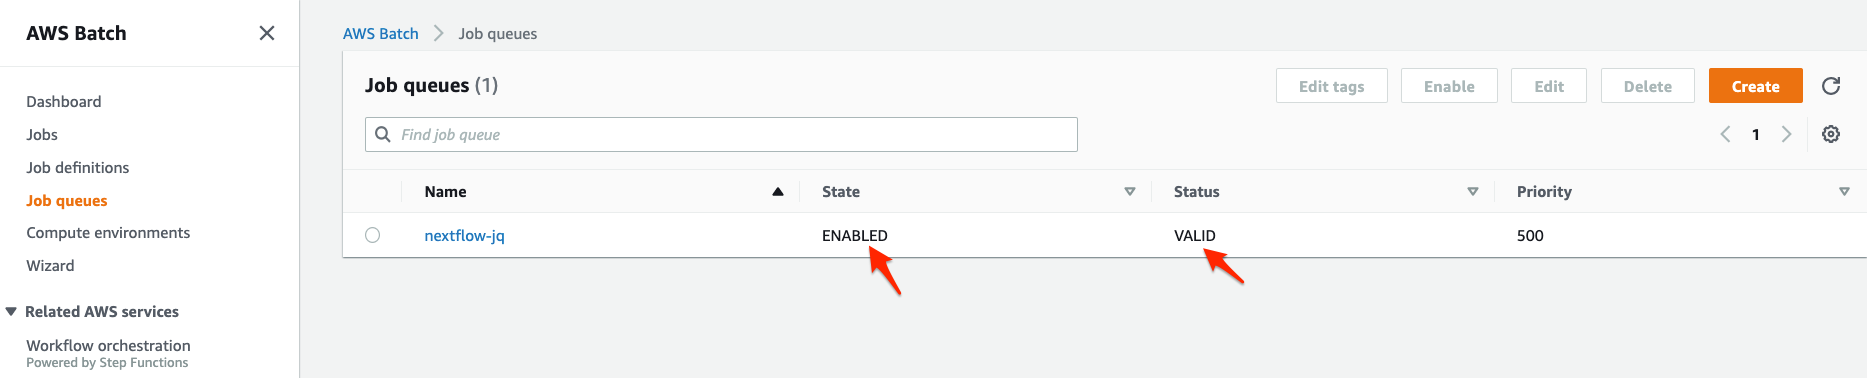 AWS Batch
Dashboard
Jobs
Job definitions
Job queues
Compute environments
Wizard
Related AWS services
Workflow orchestration
Powered by Step Functions
AWS Batch Job queues
Job queues (1)
Edit tags Enable Edit Delete Create
Find job queue
1
Name State Status Priority
nextflow-jq ENABLED VALID 500